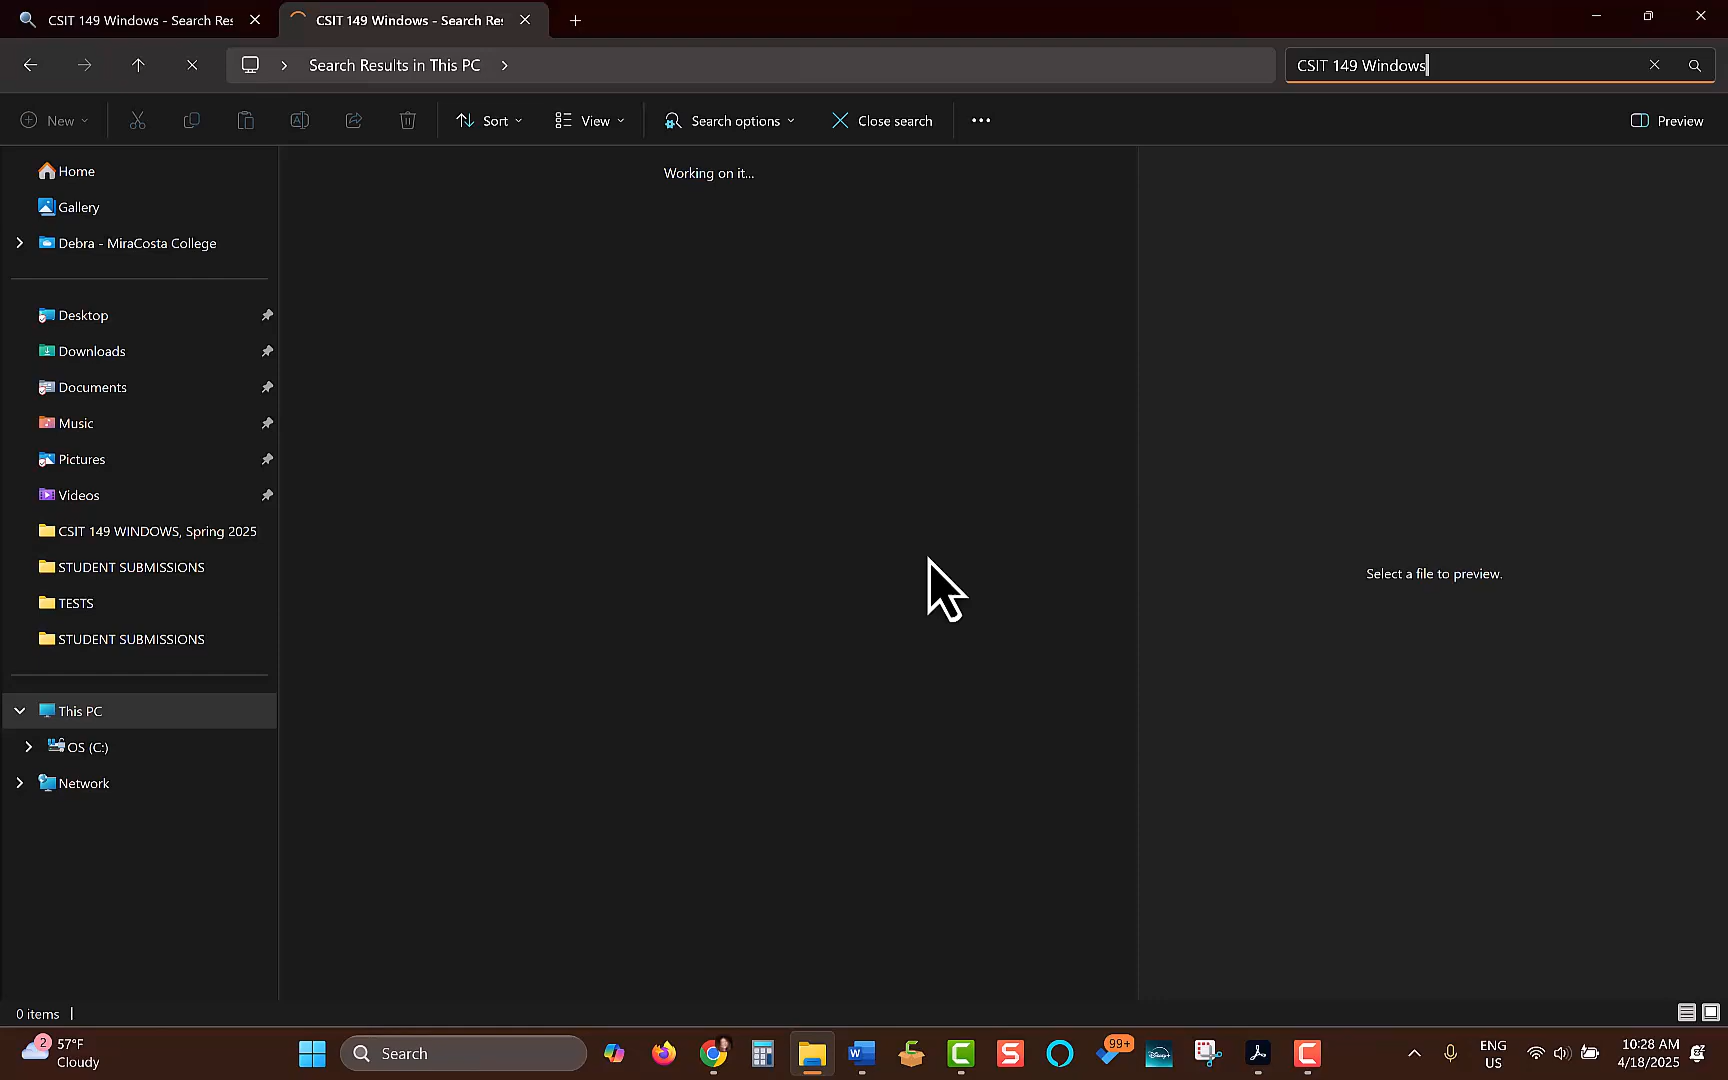 CSIT 149 Windows - Search Res
CSIT 149 Windows - Search Res
Search Results in This PC
CSIT 149 Windows
New
Sort
View
Search options
Close search
Preview
Home
Gallery
Debra - MiraCosta College
Desktop
Downloads
Documents
Music
Pictures
Videos
CSIT 149 WINDOWS, Spring 2025
STUDENT SUBMISSIONS
TESTS
STUDENT SUBMISSIONS
This PC
OS (C:)
Network
Working on it...
Select a file to preview.
0 items
2
57°F
Cloudy
Search
W
99+
Disney+
S
C
C
ENG
US
10:28 AM
4/18/2025